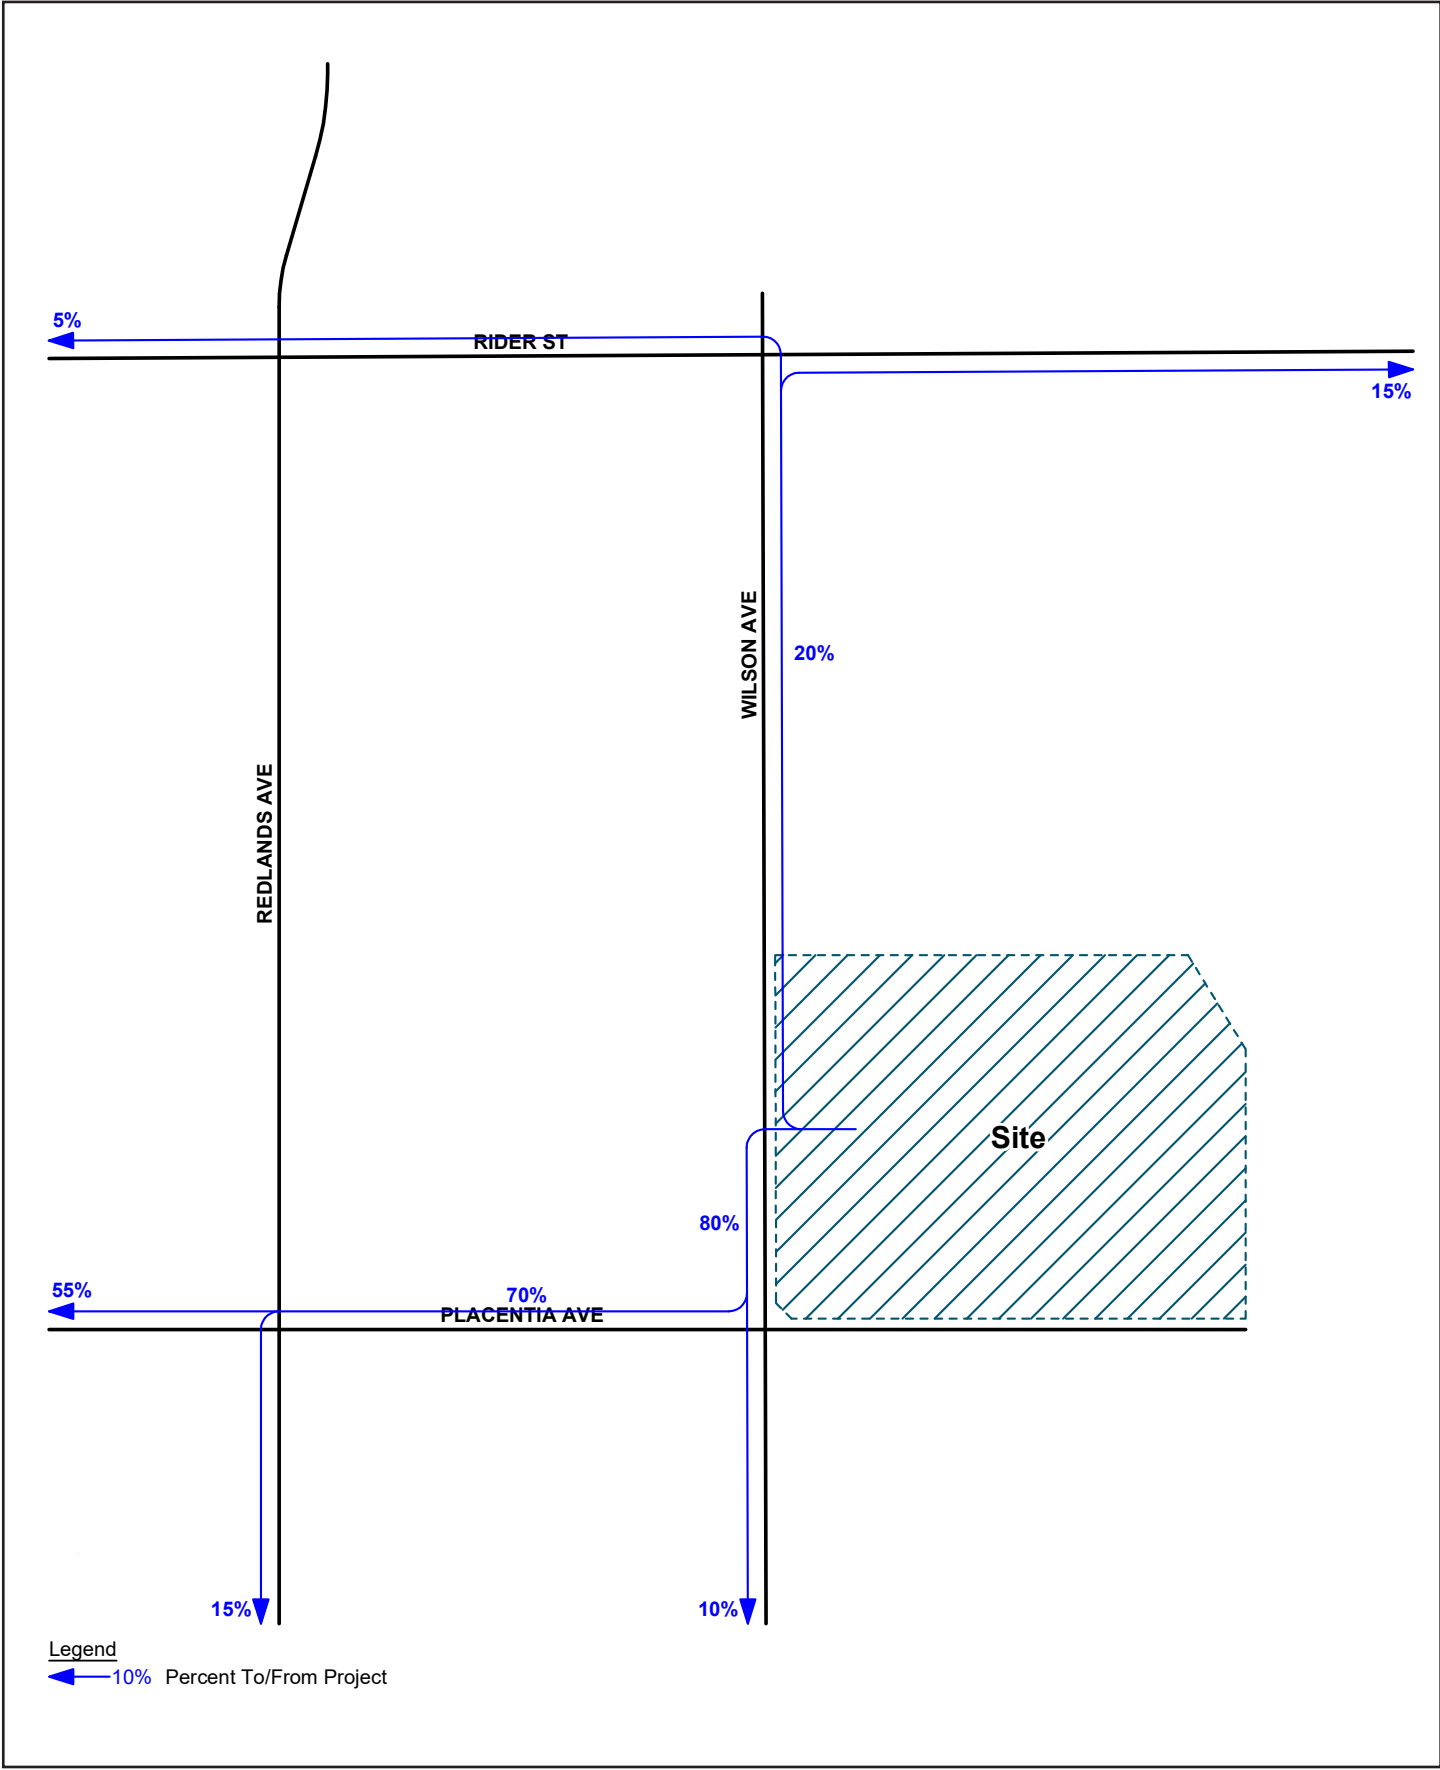 5%
RIDER ST
15%
WILSON AVE
20%
REDLANDS AVE
Site
80%
55%
70%
PLACENTIA AVE
15%
10%
Legend
10% Percent To/From Project